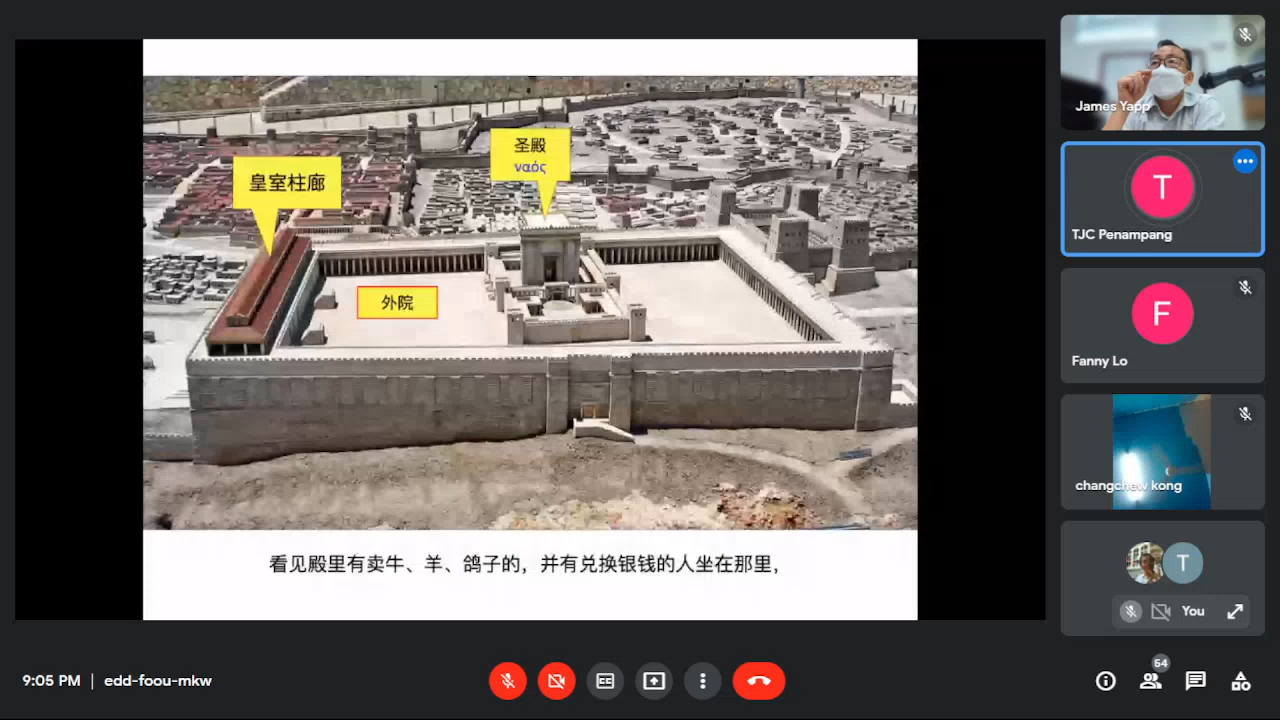 圣殿
ναός
皇室柱廊
外院
看见殿里有卖牛、羊、鸽子的，并有兑换银钱的人坐在那里，
James Yapp
T
TJC Penampang
F
Fanny Lo
changchew kong
T
You
9:05 PM | edd-foou-mkw
CC
54